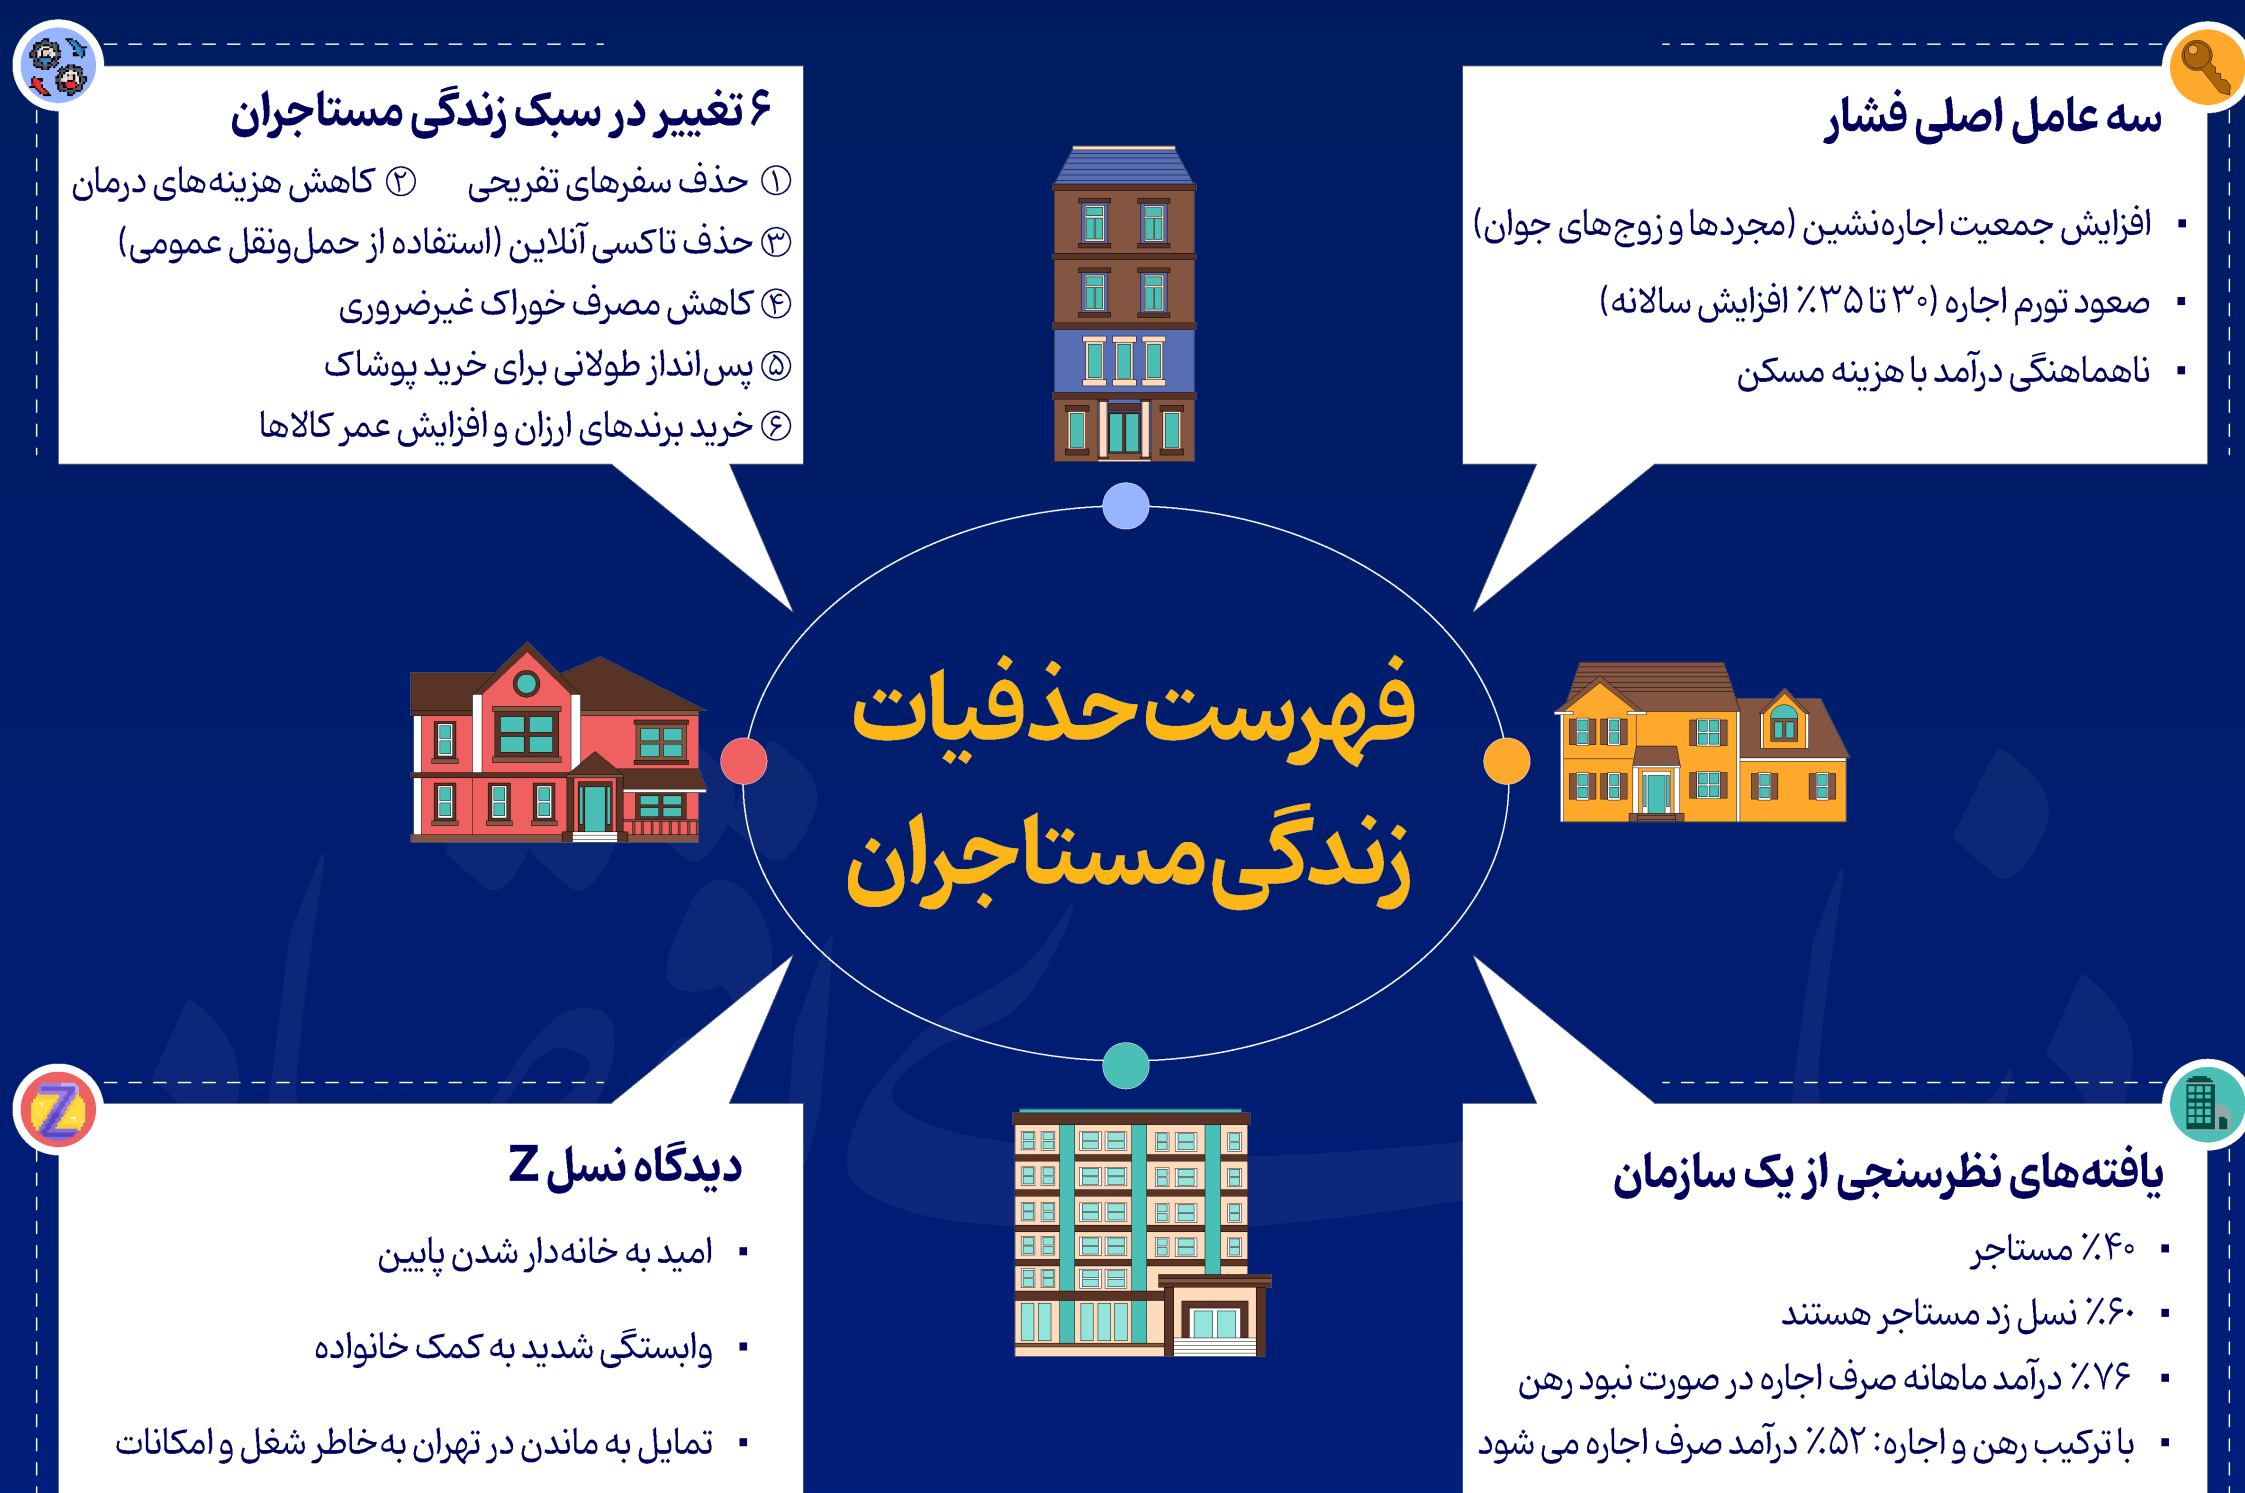 سه عامل اصلی فشار
▪ افزایش جمعیت اجاره‌نشین (مجردها و زوج‌های جوان)
▪ صعود تورم اجاره (۳۰ تا ۳۵٪ افزایش سالانه)
▪ ناهماهنگی درآمد با هزینه مسکن
۶ تغییر در سبک زندگی مستاجران
① حذف سفرهای تفریحی ② کاهش هزینه‌های درمان
③ حذف تاکسی آنلاین (استفاده از حمل‌ونقل عمومی)
④ کاهش مصرف خوراک غیرضروری
⑤ پس‌انداز طولانی برای خرید پوشاک
⑥ خرید برندهای ارزان و افزایش عمر کالاها
فهرست حذفیات
زندگی مستاجران
یافته‌های نظرسنجی از یک سازمان
▪ ۴۰٪ مستاجر
▪ ۶۰٪ نسل زد مستاجر هستند
▪ ۷۶٪ درآمد ماهانه صرف اجاره در صورت نبود رهن
▪ با ترکیب رهن و اجاره: ۵۲٪ درآمد صرف اجاره می شود
دیدگاه نسل Z
▪ امید به خانه‌دار شدن پایین
▪ وابستگی شدید به کمک خانواده
▪ تمایل به ماندن در تهران به‌خاطر شغل و امکانات
Z
دنیای اقتصاد